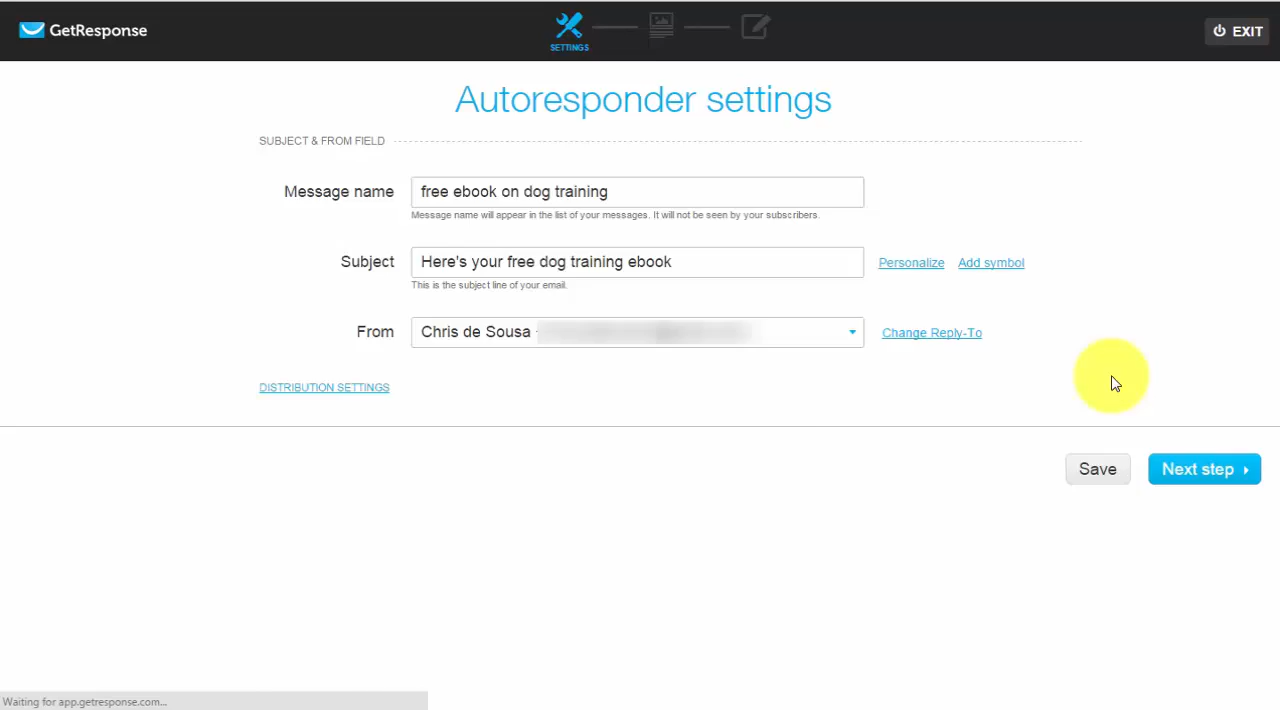 GetResponse
SETTINGS
EXIT
Autoresponder settings
SUBJECT & FROM FIELD
Message name free ebook on dog training
Message name will appear in the list of your messages. It will not be seen by your subscribers.
Subject Here's your free dog training ebook Personalize Add symbol
This is the subject line of your email.
From Chris de Sousa Change Reply-To
DISTRIBUTION SETTINGS
Save Next step
Waiting for app.getresponse.com...